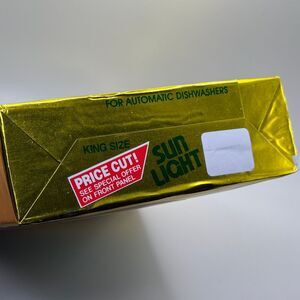 FOR AUTOMATIC DISHWASHERS
KING SIZE
SUN
LIGHT
PRICE CUT!
SEE SPECIAL OFFER
ON FRONT PANEL